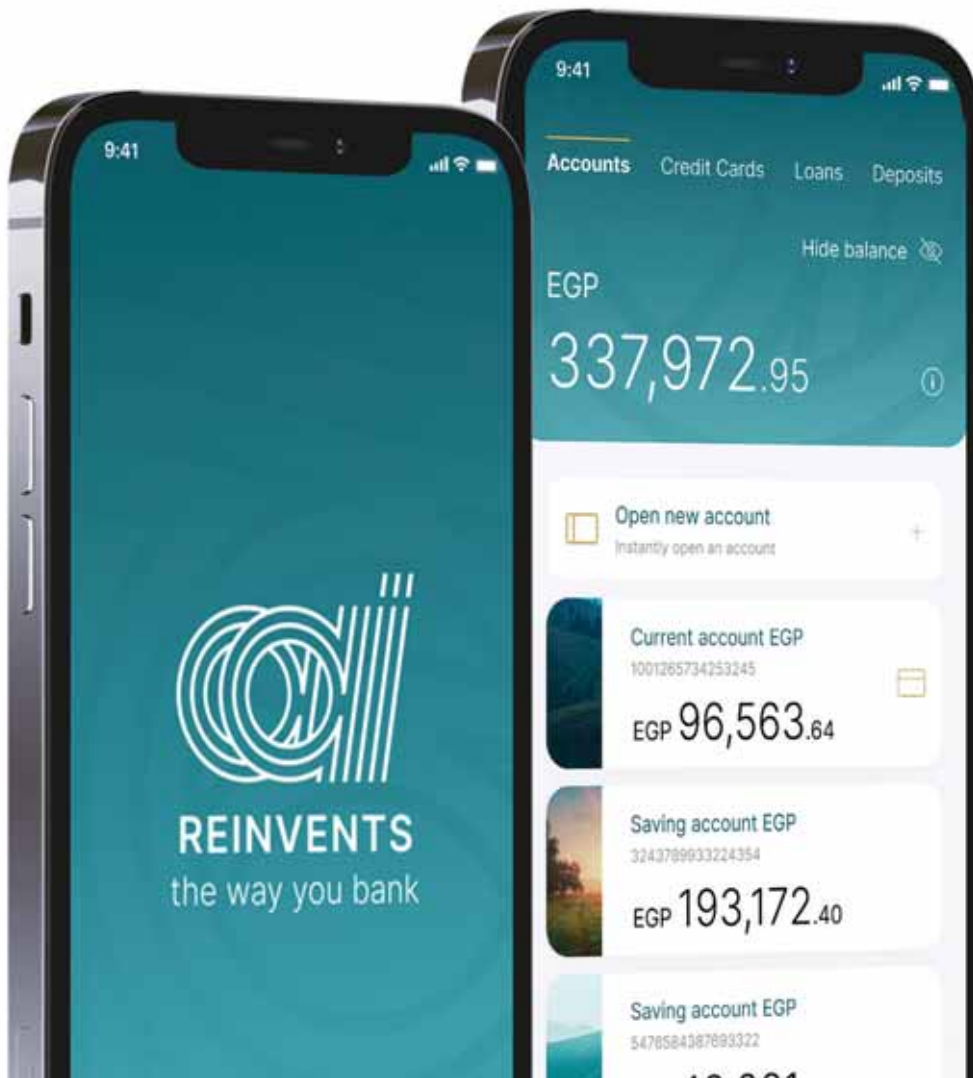 9:41
ai
REINVENTS
the way you bank
9:41
Accounts Credit Cards Loans Deposits
Hide balance
EGP
337,972.95
Open new account
Instantly open an account
+
Current account EGP
1001265734253245
EGP 96,563.64
Saving account EGP
3243789933224354
EGP 193,172.40
Saving account EGP
5476584387693322